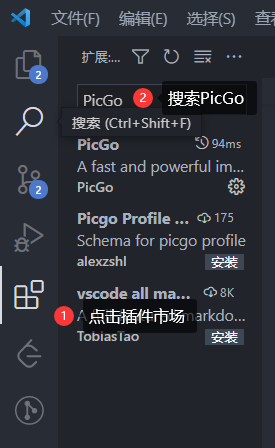 文件(F) 编辑(E) 选择(S) 查看
扩展:...
PicGo
2 搜索PicGo
搜索 (Ctrl+Shift+F)
2
2
PicGo 94ms
A fast and powerful im...
PicGo
Picgo Profile ... 175
Schema for picgo profile
alexzshl 安装
vscode all ma... 8K
1 点击插件市场
markdo...
TobiasTao 安装